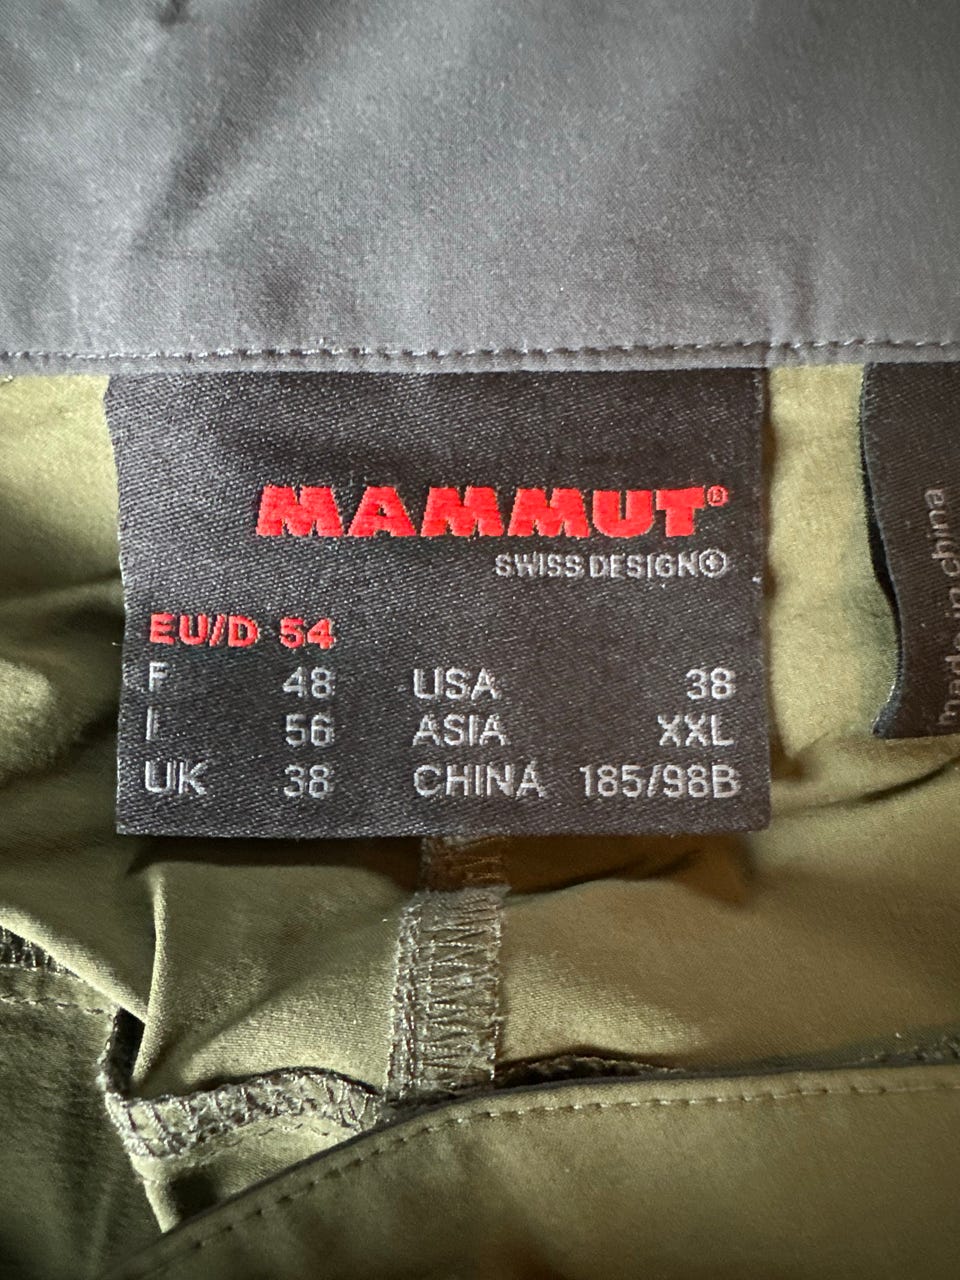 MAMMUT®
SWISS DESIGN
EU/D 54
F 48 USA 38
I 56 ASIA XXL
UK 38 CHINA 185/98B
made in china